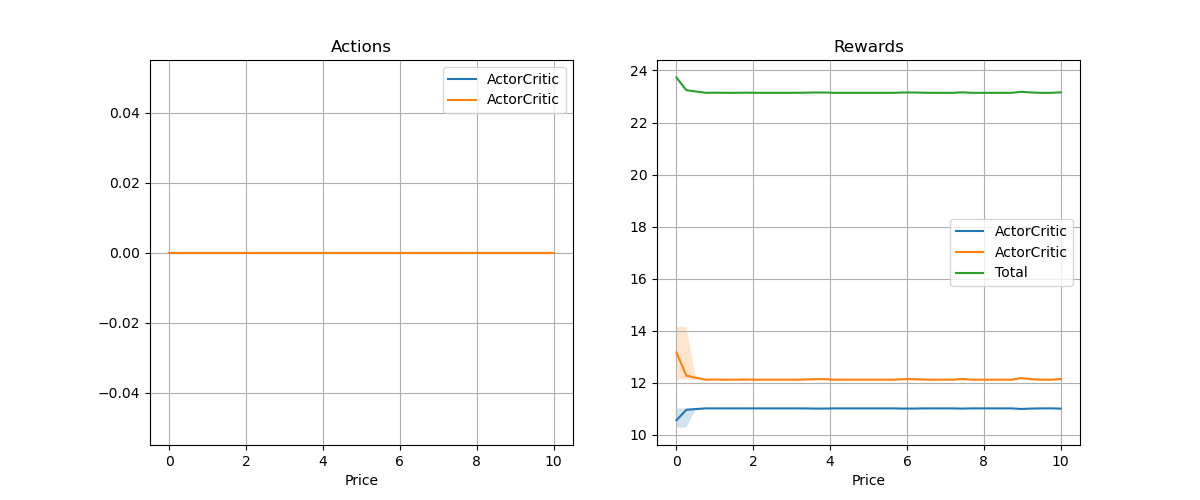 Actions
ActorCritic
ActorCritic
0.04
0.02
0.00
−0.02
−0.04
0 2 4 6 8 10
Price
Rewards
24
22
20
18
16
14
12
10
ActorCritic
ActorCritic
Total
0 2 4 6 8 10
Price